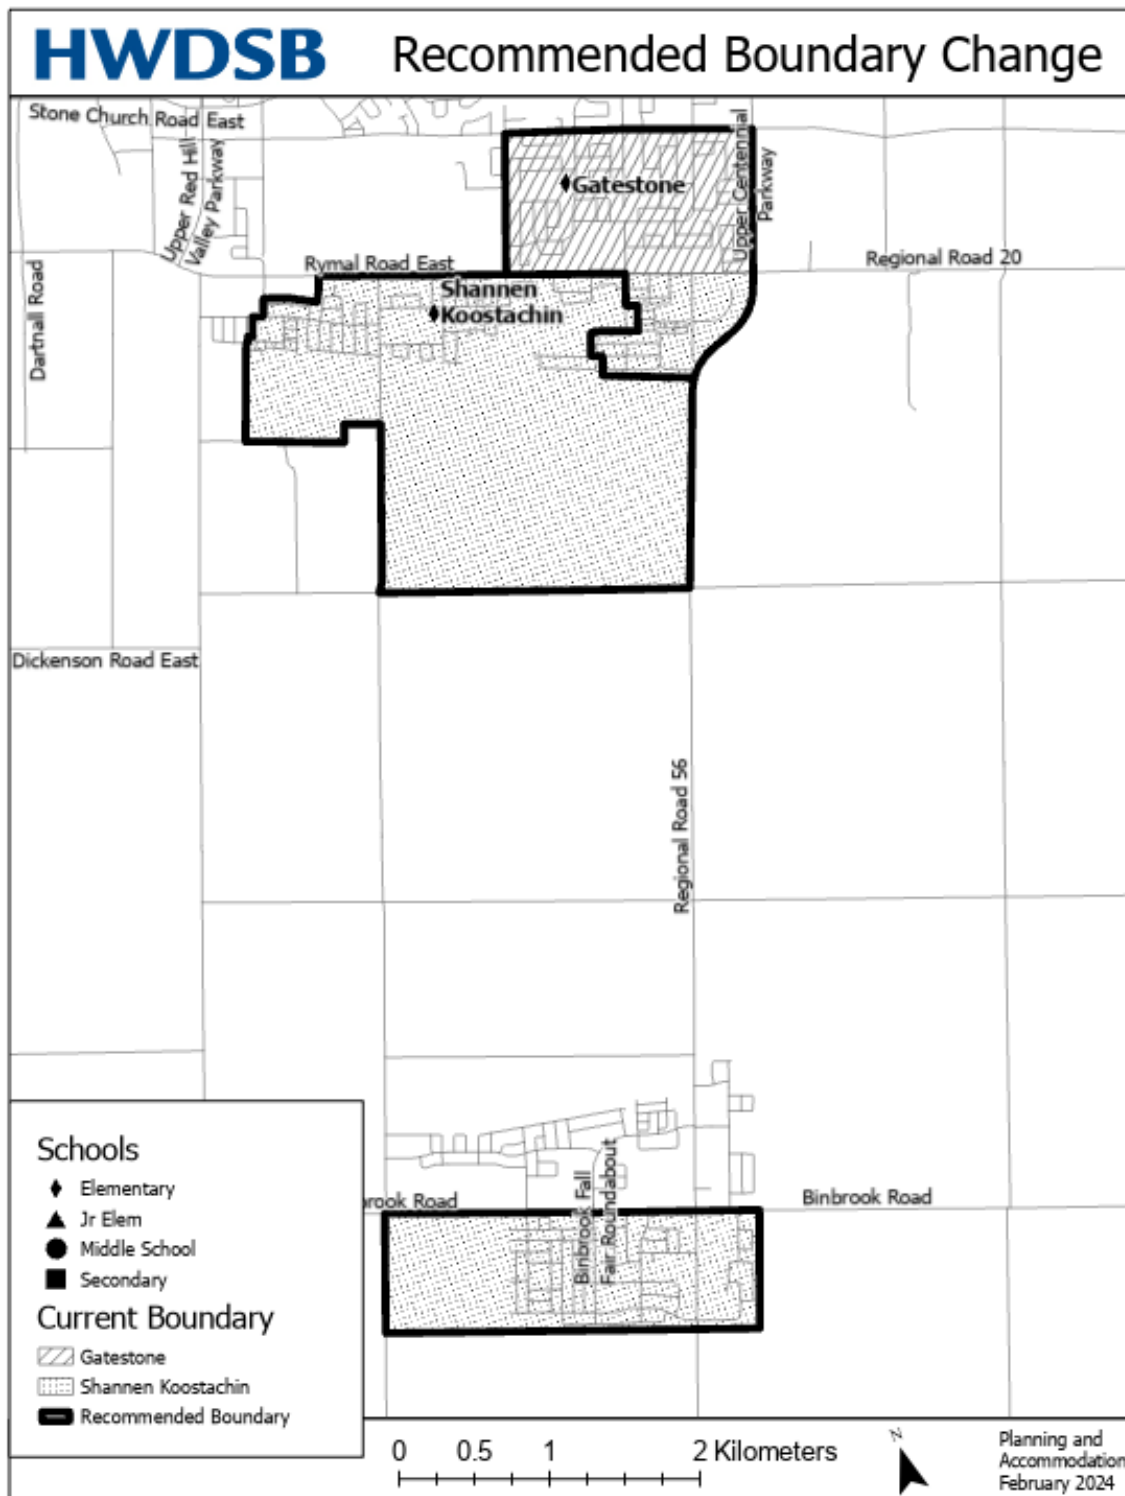 HWDSB Recommended Boundary Change
Stone Church Road East
Upper Red Hill
Valley Parkway
Upper Centennial
Parkway
Gatestone
Rymal Road East
Regional Road 20
Dartnall Road
Shannen
Koostachin
Dickenson Road East
Regional Road 56
Binbrook Fall
Fair Roundabout
brook Road
Binbrook Road
Schools
Elementary
Jr Elem
Middle School
Secondary
Current Boundary
Gatestone
Shannen Koostachin
Recommended Boundary
0 0.5 1 2 Kilometers
N
Planning and
Accommodation
February 2024